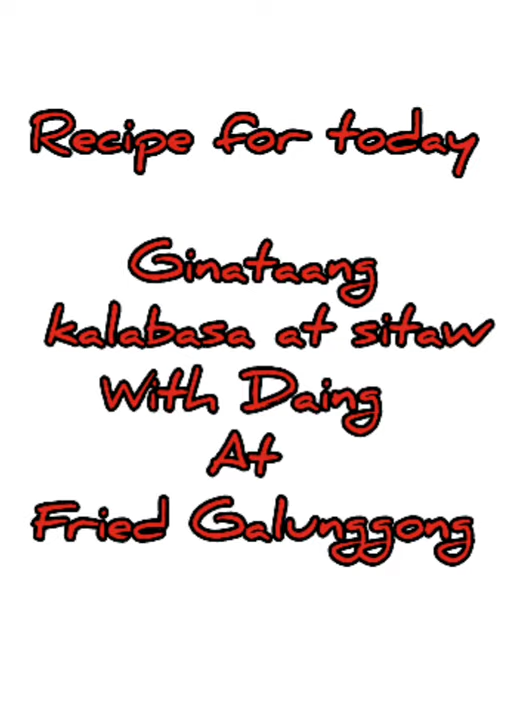 Recipe for today
Ginataang
kalabasa at sitaw
With Daing
At
Fried Galunggong